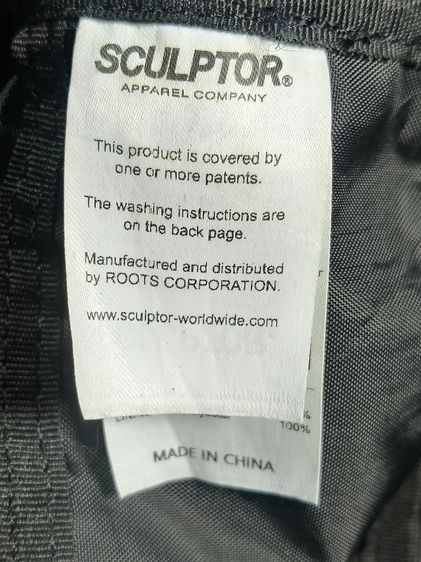 SCULPTOR®
APPAREL COMPANY
This product is covered by
one or more patents.
The washing instructions are
on the back page.
Manufactured and distributed
by ROOTS CORPORATION.
www.sculptor-worldwide.com
%
100%
MADE IN CHINA